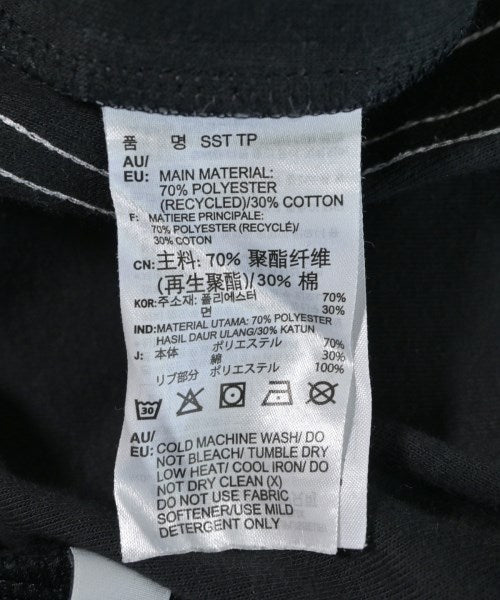 品 名 SST TP
AU/
EU: MAIN MATERIAL:
70% POLYESTER
(RECYCLED)/30% COTTON
F: MATIERE PRINCIPALE:
70% POLYESTER (RECYCLÉ)/
30% COTON
CN: 主料: 70% 聚酯纤维
(再生聚酯)/30% 棉
KOR: 주소재: 폴리에스터 70%
면 30%
IND: MATERIAL UTAMA: 70% POLYESTER
HASIL DAUR ULANG/30% KATUN
J: 本体 ポリエステル 70%
綿 30%
リブ部分 ポリエステル 100%
30
AU/
EU: COLD MACHINE WASH/ DO
NOT BLEACH/ TUMBLE DRY
LOW HEAT/ COOL IRON/ DO
NOT DRY CLEAN (X)
DO NOT USE FABRIC
SOFTENER/USE MILD
DETERGENT ONLY